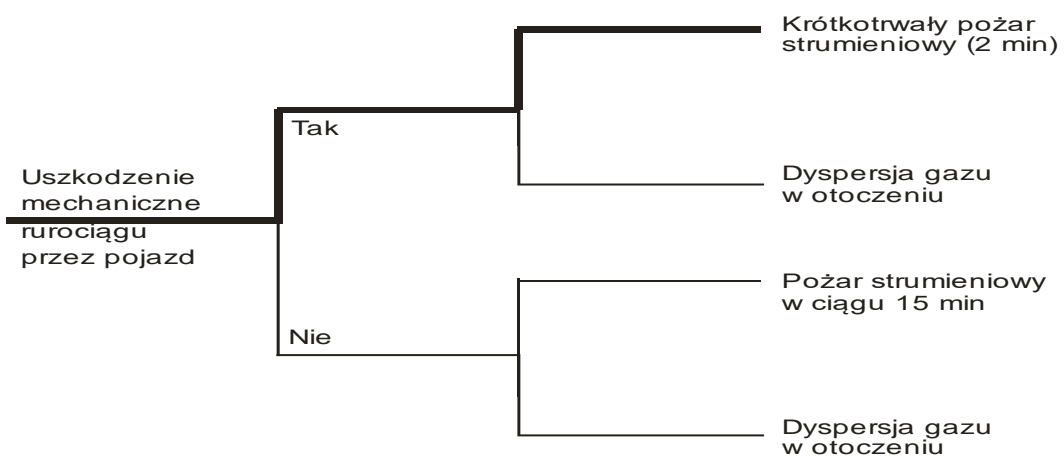 Krótkotrwały pożar
strumieniowy (2 min)
Tak
Uszkodzenie
mechaniczne
rurociągu
przez pojazd
Dyspersja gazu
w otoczeniu
Pożar strumieniowy
w ciągu 15 min
Nie
Dyspersja gazu
w otoczeniu